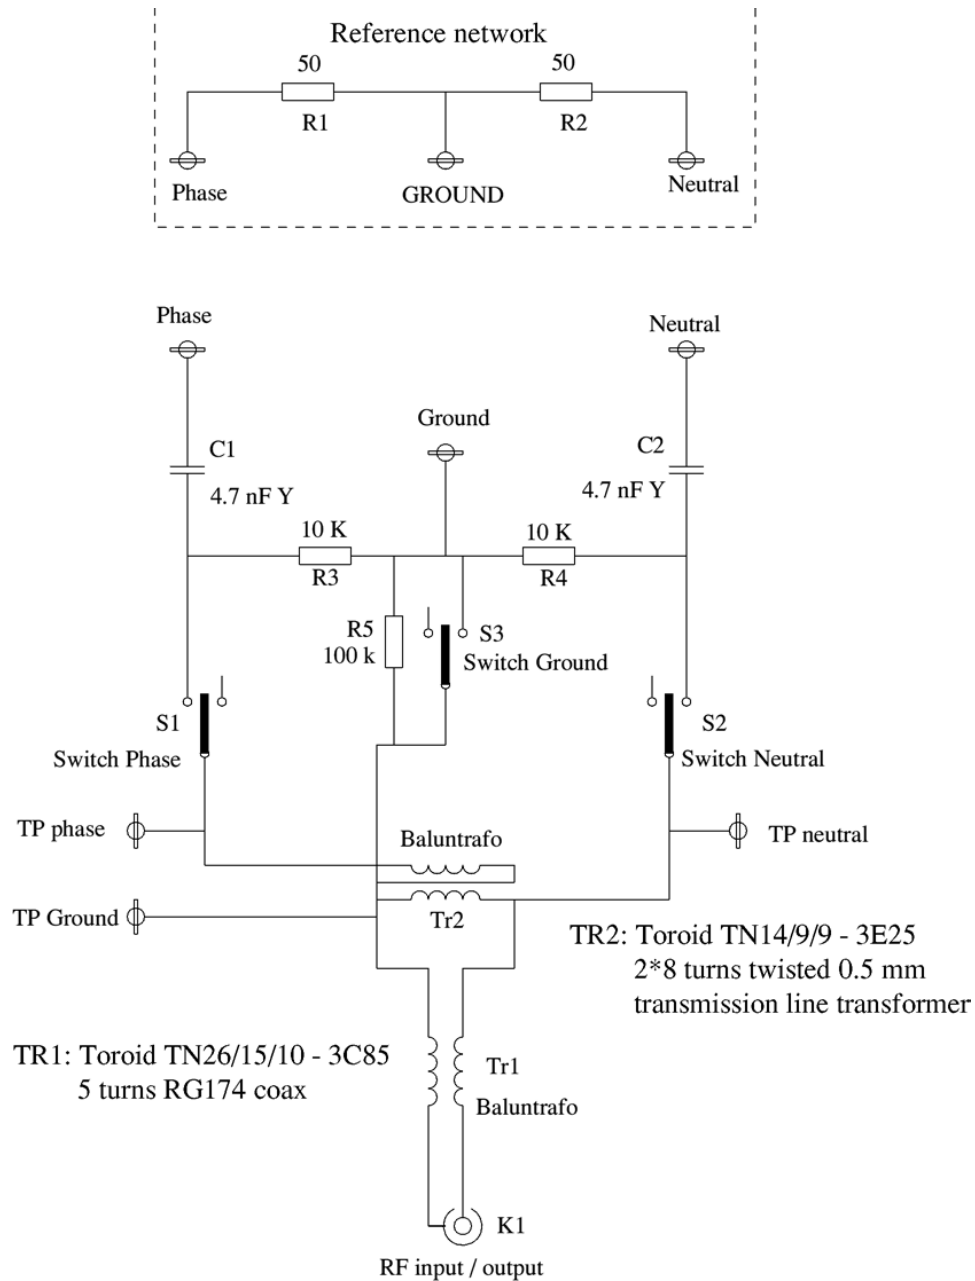 Reference network
50
50
R1
R2
Phase
GROUND
Neutral
Phase
Neutral
Ground
C1
C2
4.7 nF Y
4.7 nF Y
10 K
10 K
R3
R4
R5
100 k
S3
Switch Ground
S1
S2
Switch Phase
Switch Neutral
TP phase
Baluntrafo
TP neutral
TP Ground
Tr2
TR2: Toroid TN14/9/9 - 3E25
2*8 turns twisted 0.5 mm
transmission line transformer
TR1: Toroid TN26/15/10 - 3C85
5 turns RG174 coax
Tr1
Baluntrafo
K1
RF input / output